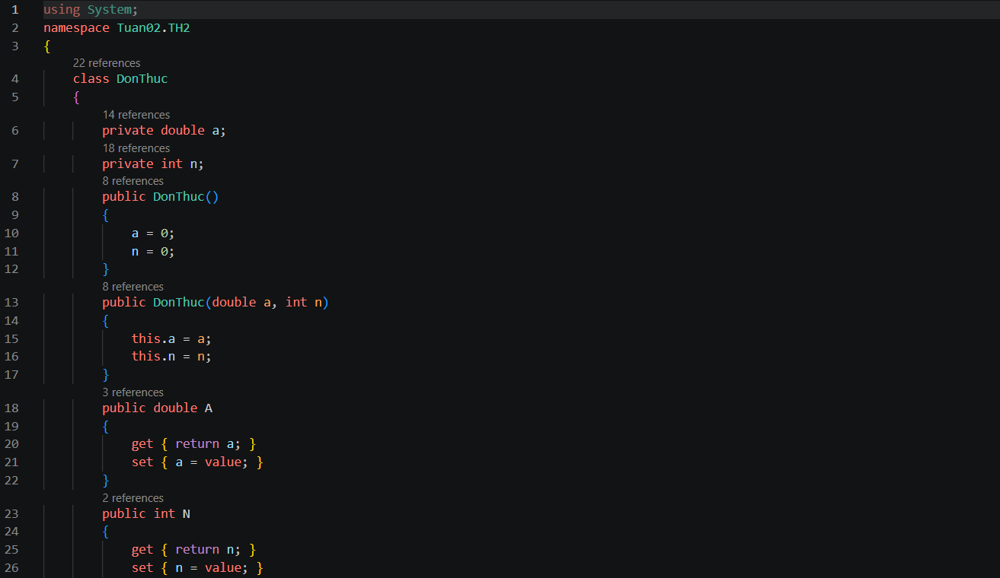 1 using System;
2 namespace Tuan02.TH2
3 {
22 references
4 class DonThuc
5 {
14 references
6 private double a;
18 references
7 private int n;
8 references
8 public DonThuc()
9 {
10 a = 0;
11 n = 0;
12 }
8 references
13 public DonThuc(double a, int n)
14 {
15 this.a = a;
16 this.n = n;
17 }
3 references
18 public double A
19 {
20 get { return a; }
21 set { a = value; }
22 }
2 references
23 public int N
24 {
25 get { return n; }
26 set { n = value; }